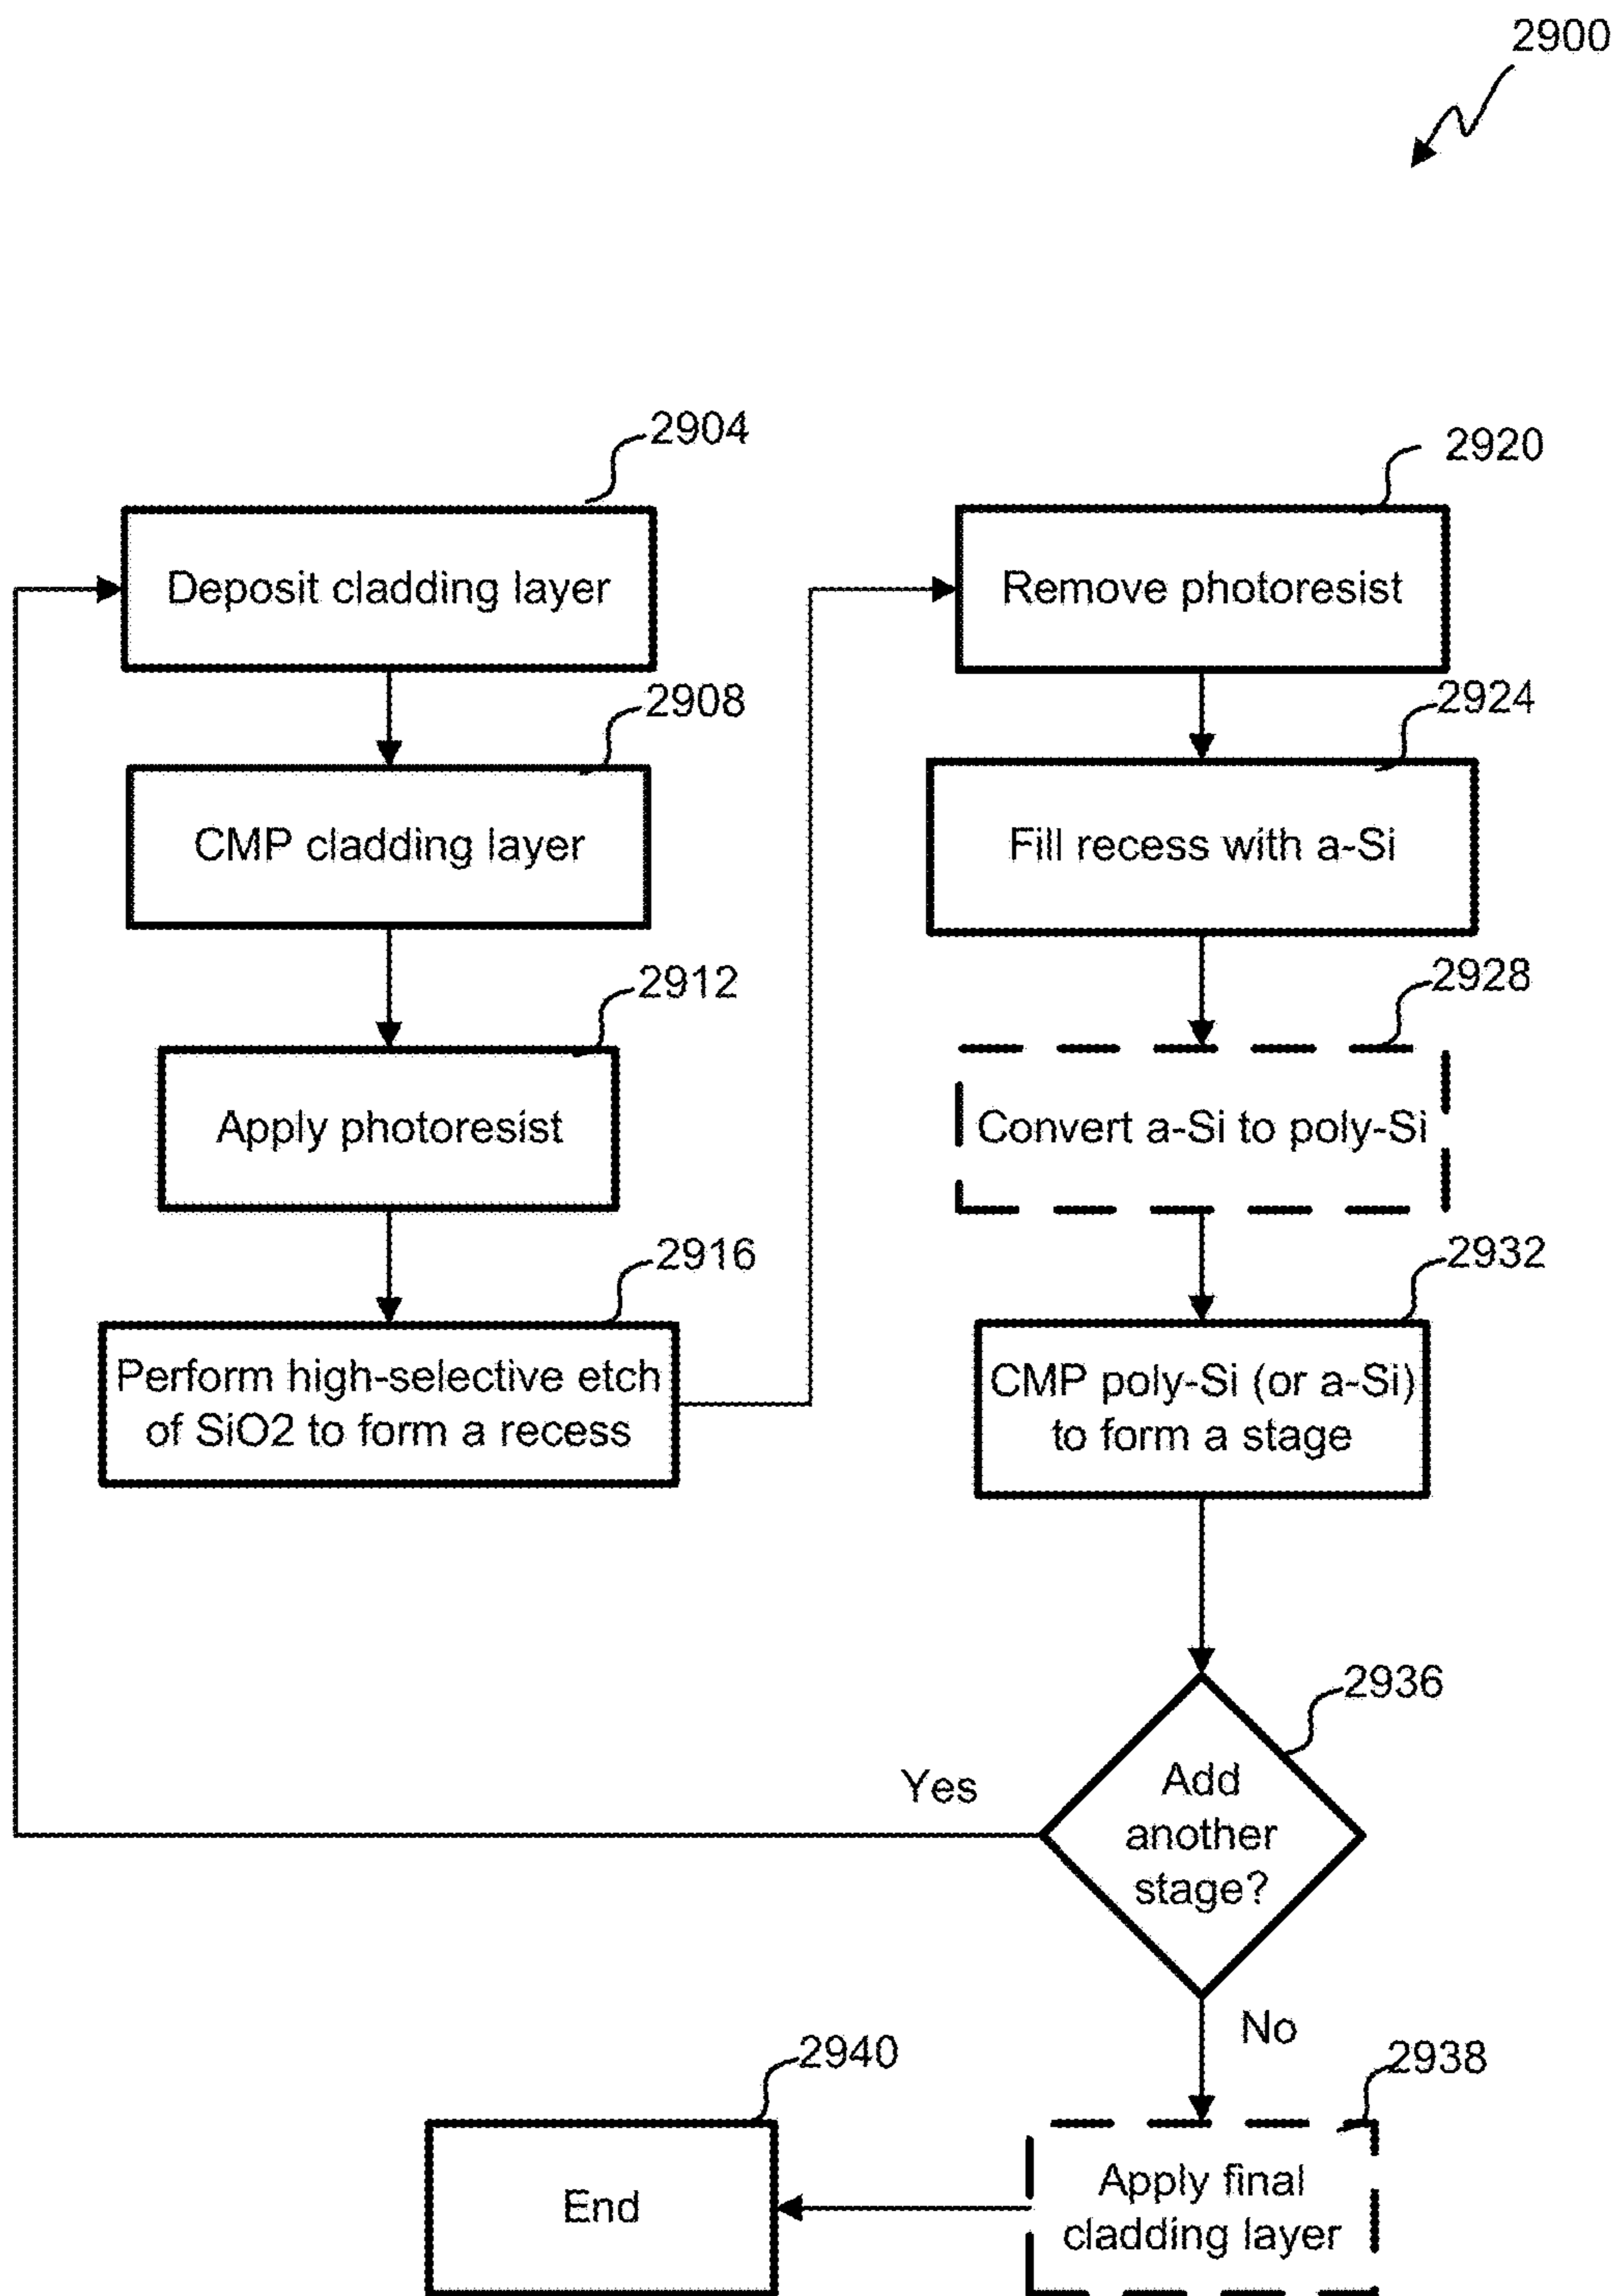 2900
2904
Deposit cladding layer
2908
CMP cladding layer
2912
Apply photoresist
2916
Perform high-selective etch
of SiO2 to form a recess
2920
Remove photoresist
2924
Fill recess with a-Si
2928
Convert a-Si to poly-Si
2932
CMP poly-Si (or a-Si)
to form a stage
2936
Add
another
stage?
Yes
No
2938
Apply final
cladding layer
2940
End